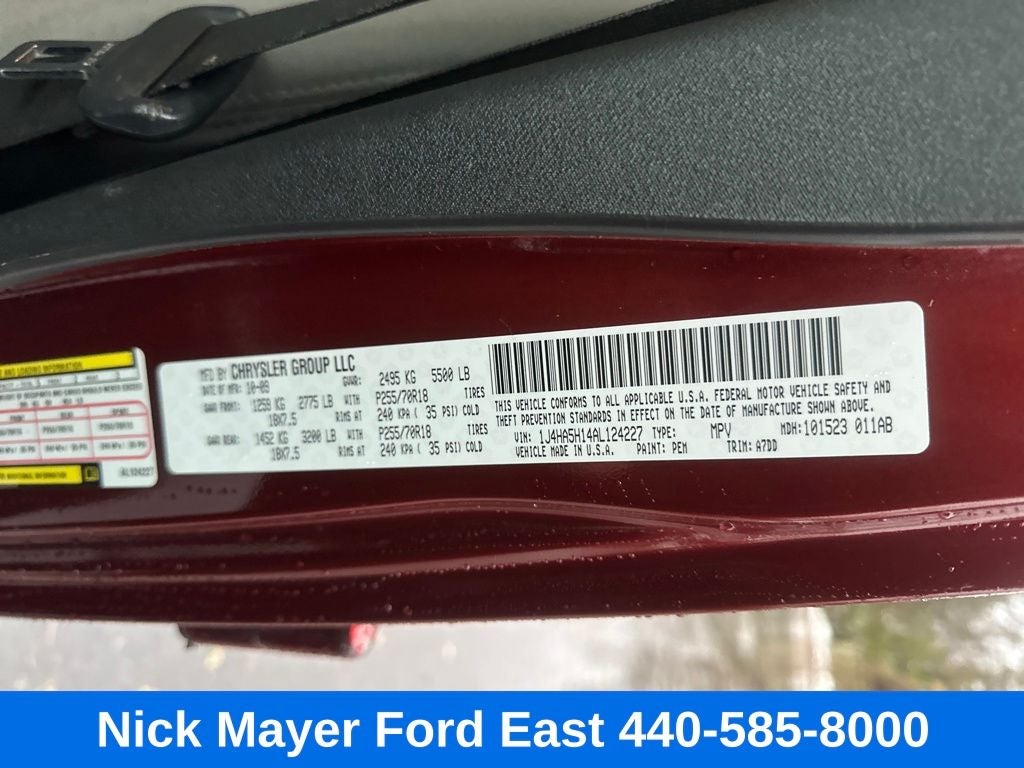 MFD BY CHRYSLER GROUP LLC
DATE OF MFR: 10-09 GVWR: 2495 KG 5500 LB
GAWR FRONT: 1259 KG 2775 LB WITH P255/70R18 TIRES
18X7.5 RIMS AT 240 KPA ( 35 PSI) COLD
GAWR REAR: 1452 KG 3200 LB WITH P255/70R18 TIRES
18X7.5 RIMS AT 240 KPA ( 35 PSI) COLD
THIS VEHICLE CONFORMS TO ALL APPLICABLE U.S.A. FEDERAL MOTOR VEHICLE SAFETY AND
THEFT PREVENTION STANDARDS IN EFFECT ON THE DATE OF MANUFACTURE SHOWN ABOVE.
VIN: 1J4HA5H14AL124227 TYPE: MPV MDH:101523 011AB
VEHICLE MADE IN U.S.A. PAINT: PEM TRIM: A7DD
AND LOADING INFORMATION
AL124227
Nick Mayer Ford East 440-585-8000